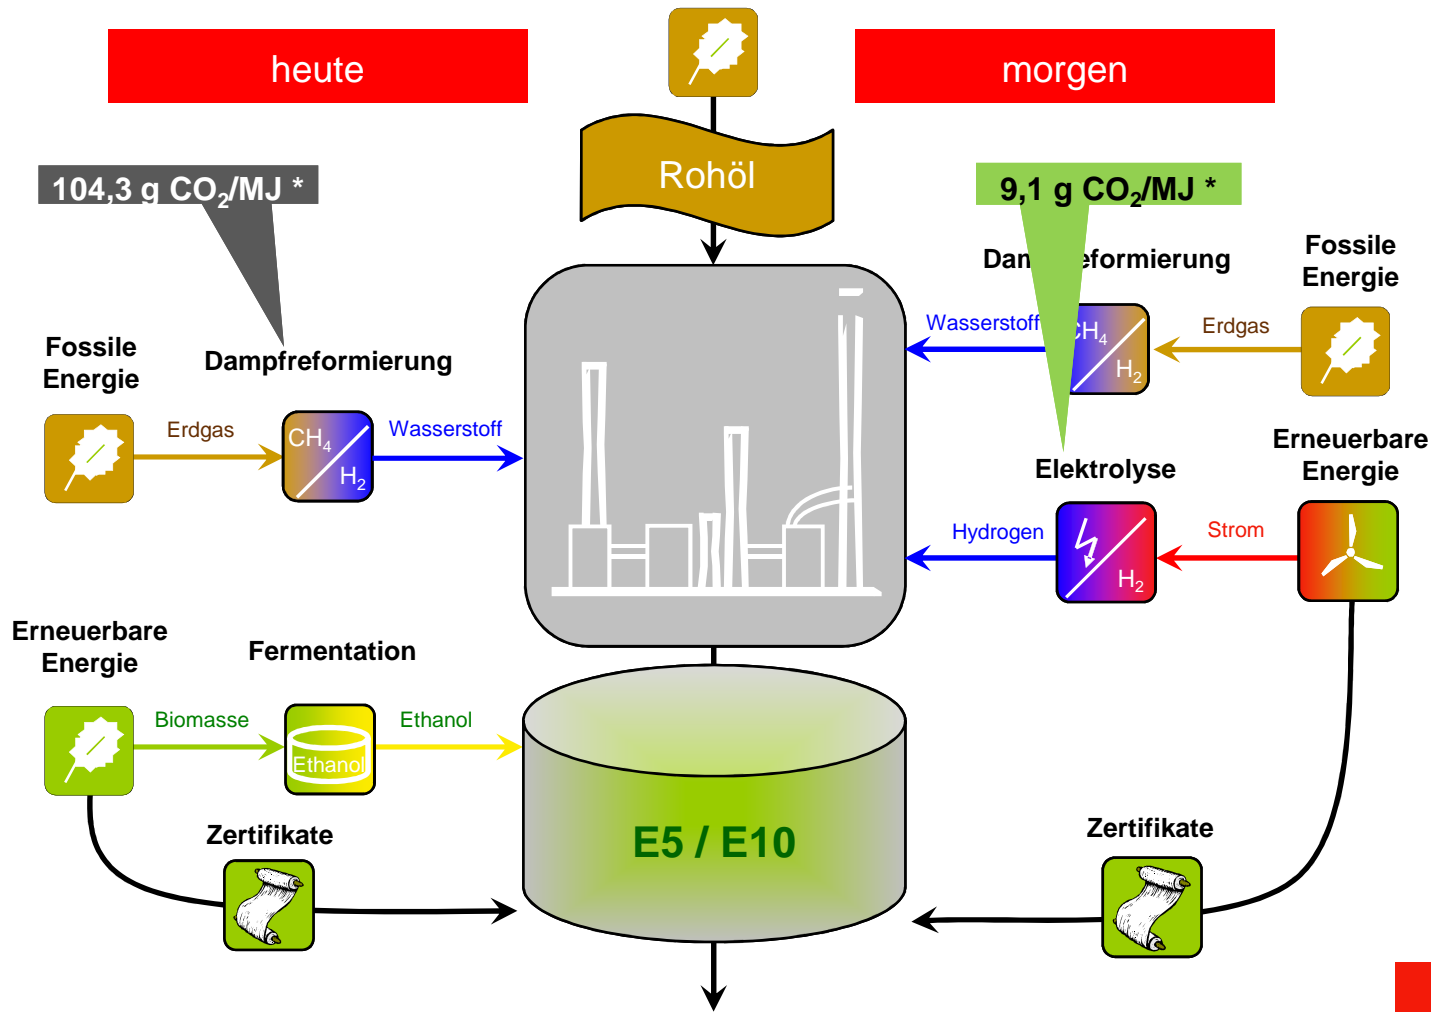 heute
morgen
Rohöl
104,3 g CO₂/MJ *
9,1 g CO₂/MJ *
Fossile
Energie
Dampfreformierung
Erdgas
CH₄
H₂
Wasserstoff
Erneuerbare
Energie
Fermentation
Biomasse
Ethanol
Ethanol
Zertifikate
E5 / E10
eformierung
Fossile
Energie
Wasserstoff
CH₄
H₂
Erdgas
Elektrolyse
Erneuerbare
Energie
Hydrogen
H₂
Strom
Zertifikate